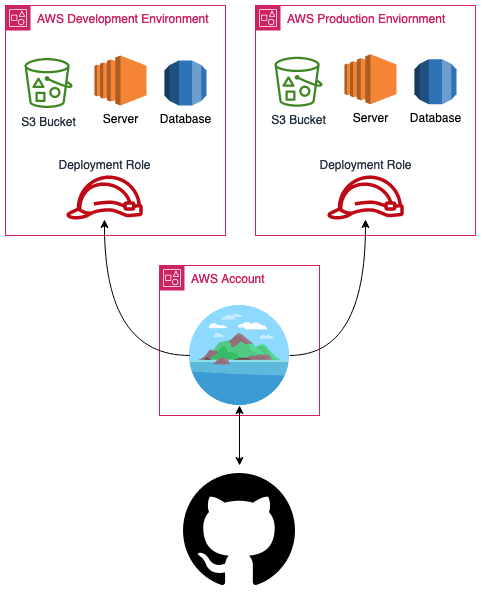 AWS Development Environment
S3 Bucket
Server
Database
Deployment Role
AWS Production Enviornment
S3 Bucket
Server
Database
Deployment Role
AWS Account